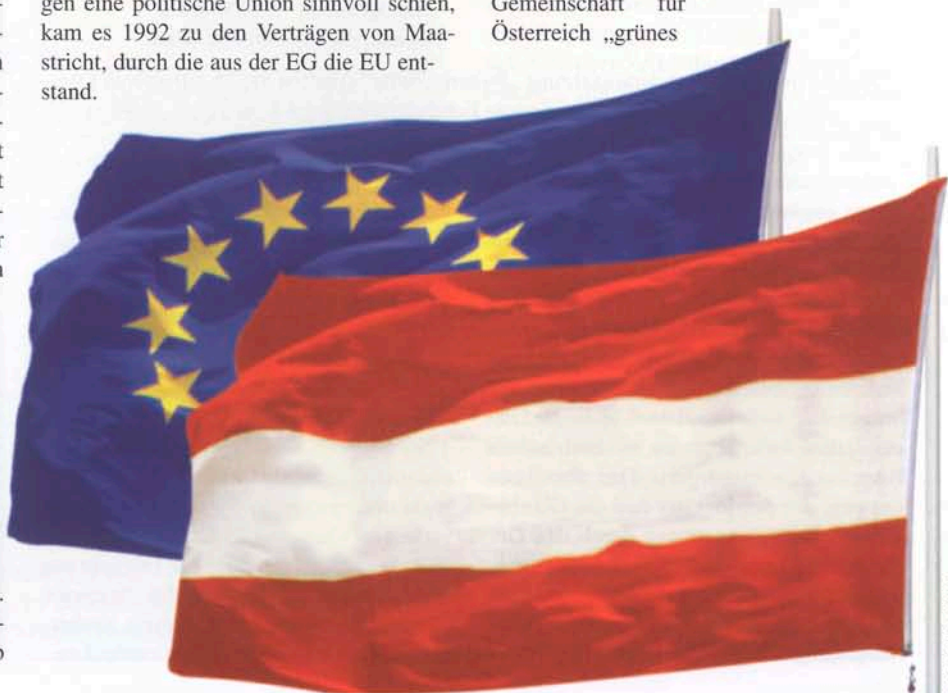 gen eine politische Union sinnvoll schien,
kam es 1992 zu den Verträgen von Maa-
stricht, durch die aus der EG die EU ent-
stand.
Gemeinschaft für
Österreich „grünes